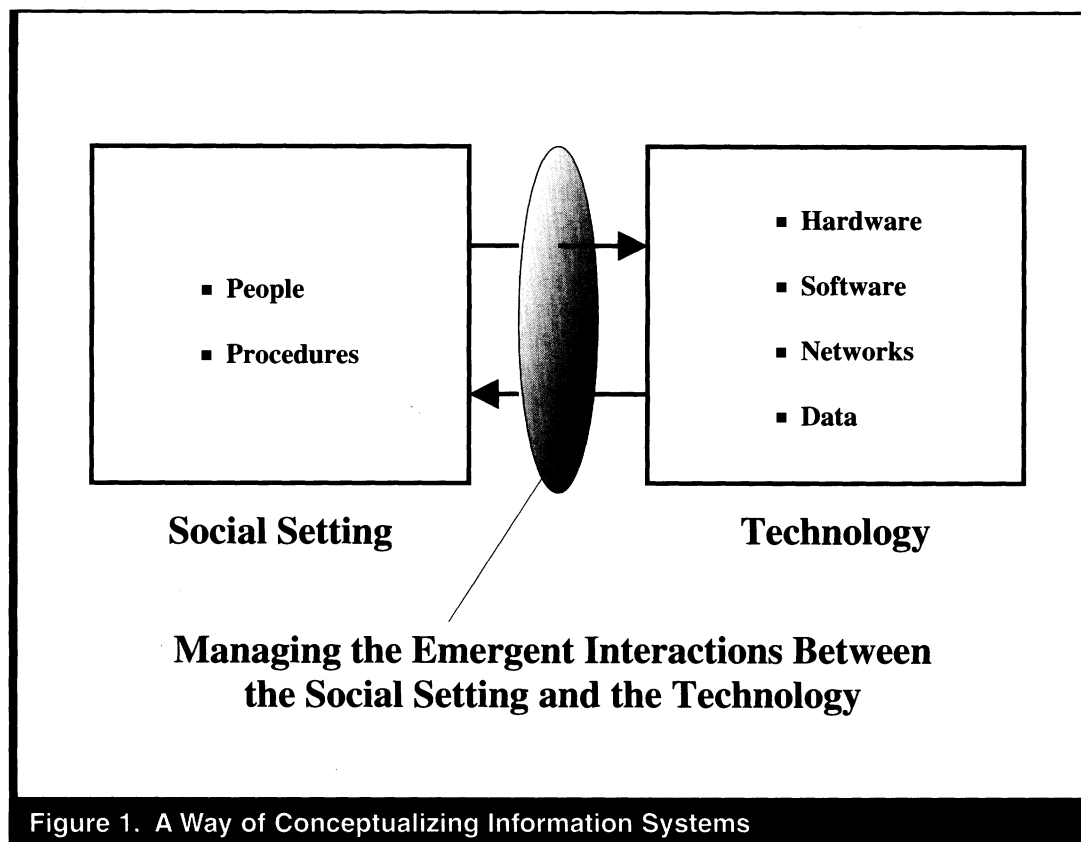 ▪ People
▪ Procedures
▪ Hardware
▪ Software
▪ Networks
▪ Data
Social Setting
Technology
Managing the Emergent Interactions Between
the Social Setting and the Technology
Figure 1. A Way of Conceptualizing Information Systems